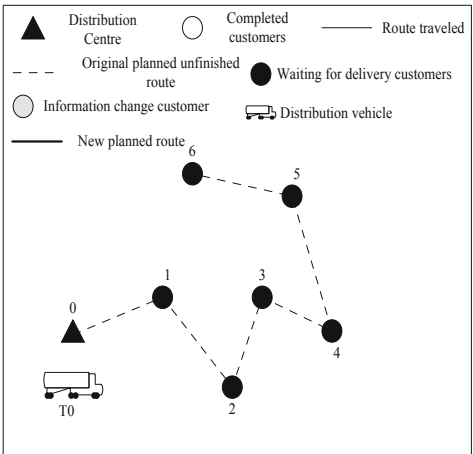 Distribution Centre
Completed customers
Route traveled
Original planned unfinished route
Waiting for delivery customers
Information change customer
Distribution vehicle
New planned route
6
5
1
3
0
4
2
T0